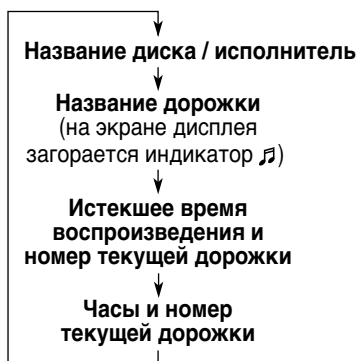 Название диска / исполнитель
Название дорожки
(на экране дисплея
загорается индикатор ♬)
Истекшее время
воспроизведения и
номер текущей дорожки
Часы и номер
текущей дорожки